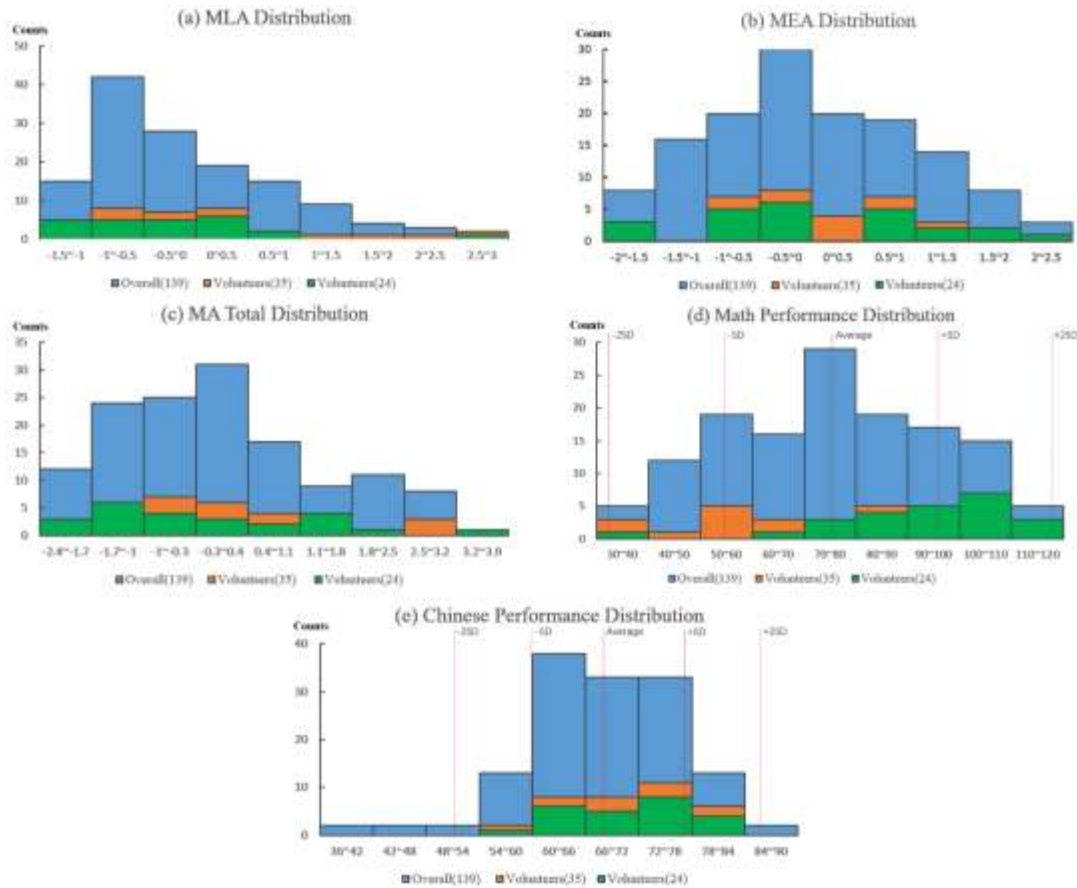 (a) MLA Distribution
Counts
50
40
30
20
10
0
-1.5~-1 -1~-0.5 -0.5~0 0~0.5 0.5~1 1~1.5 1.5~2 2~2.5 2.5~3
Overall(139) Volunteers(35) Volunteers(24)
(b) MEA Distribution
Counts
30
25
20
15
10
5
0
-2~-1.5 -1.5~-1 -1~-0.5 -0.5~0 0~0.5 0.5~1 1~1.5 1.5~2 2~2.5
Overall(139) Volunteers(35) Volunteers(24)
(c) MA Total Distribution
Counts
35
30
25
20
15
10
5
0
-2.4~-1.7 -1.7~-1 -1~-0.3 -0.3~0.4 0.4~1.1 1.1~1.8 1.8~2.5 2.5~3.2 3.2~3.9
Overall(139) Volunteers(35) Volunteers(24)
(d) Math Performance Distribution
Counts
-2SD -SD Average +SD +2SD
30
25
20
15
10
5
0
30~40 40~50 50~60 60~70 70~80 80~90 90~100 100~110 110~120
Overall(139) Volunteers(35) Volunteers(24)
(e) Chinese Performance Distribution
Counts
-2SD -SD Average +SD +2SD
40
30
20
10
0
36~42 42~48 48~54 54~60 60~66 66~72 72~78 78~84 84~90
Overall(139) Volunteers(35) Volunteers(24)